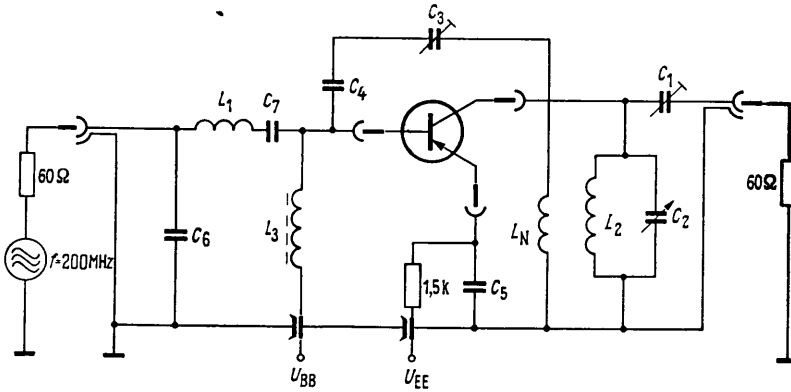 C3
L1
C7
C4
C1
60Ω
C6
L3
LN
L2
C2
60Ω
f=200MHz
1,5k
C5
UBB
UEE